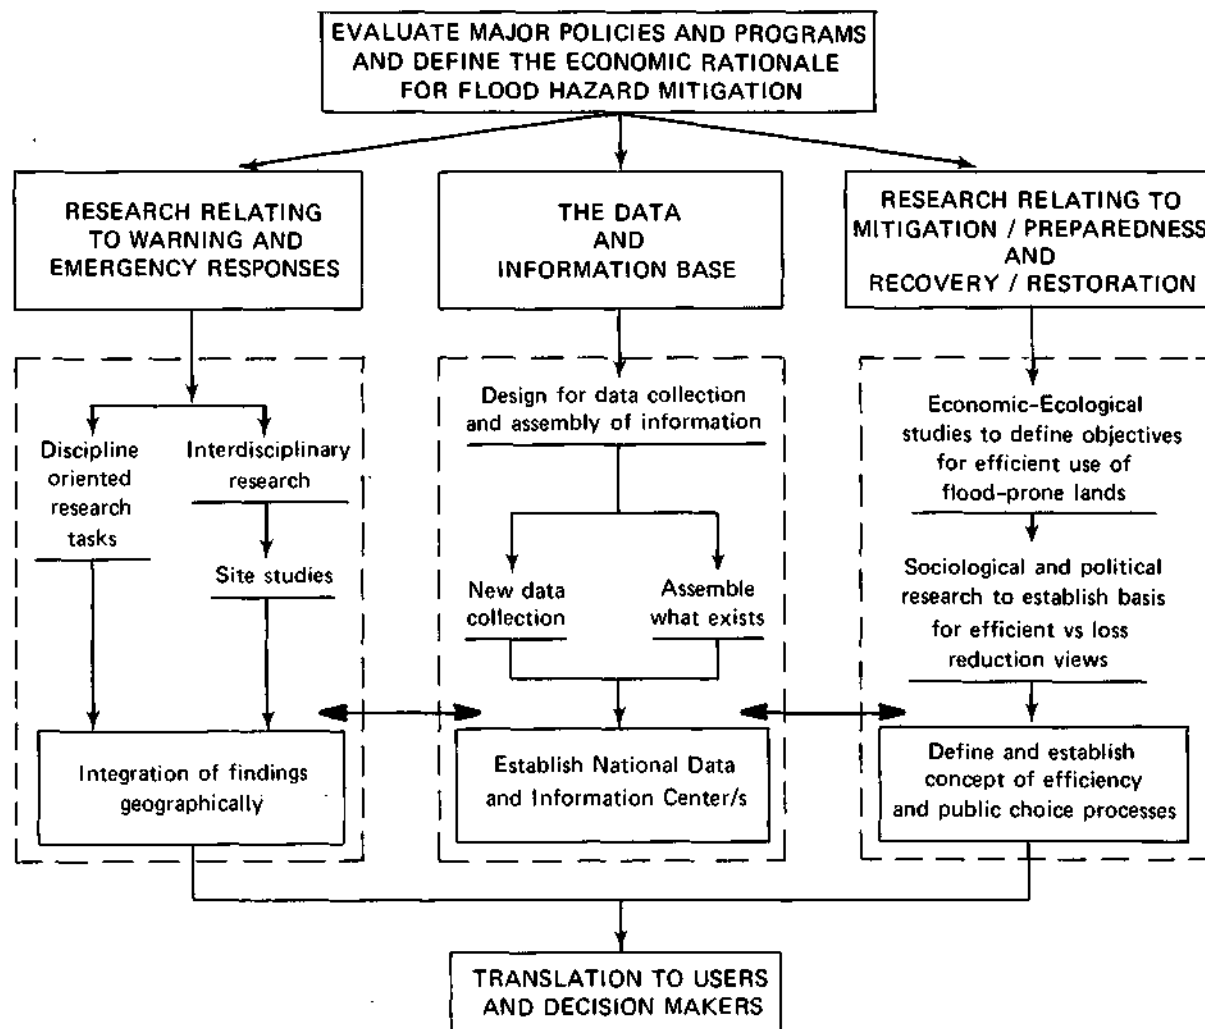 EVALUATE MAJOR POLICIES AND PROGRAMS
AND DEFINE THE ECONOMIC RATIONALE
FOR FLOOD HAZARD MITIGATION
RESEARCH RELATING
TO WARNING AND
EMERGENCY RESPONSES
THE DATA
AND
INFORMATION BASE
RESEARCH RELATING TO
MITIGATION / PREPAREDNESS
AND
RECOVERY / RESTORATION
Discipline
oriented
research
tasks
Interdisciplinary
research
Site studies
Integration of findings
geographically
Design for data collection
and assembly of information
New data
collection
Assemble
what exists
Establish National Data
and Information Center/s
Economic-Ecological
studies to define objectives
for efficient use of
flood-prone lands
Sociological and political
research to establish basis
for efficient vs loss
reduction views
Define and establish
concept of efficiency
and public choice processes
TRANSLATION TO USERS
AND DECISION MAKERS